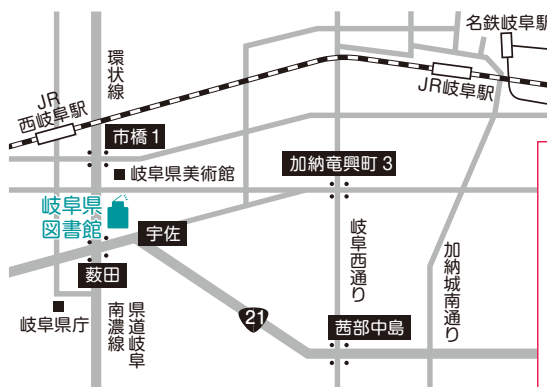 名鉄岐阜駅
環状線
JR
西岐阜駅
JR岐阜駅
市橋1
岐阜県美術館
加納竜興町3
岐阜県
図書館
宇佐
薮田
岐阜西通り
加納城南通り
岐阜県庁
県道岐阜
南濃線
21
茜部中島